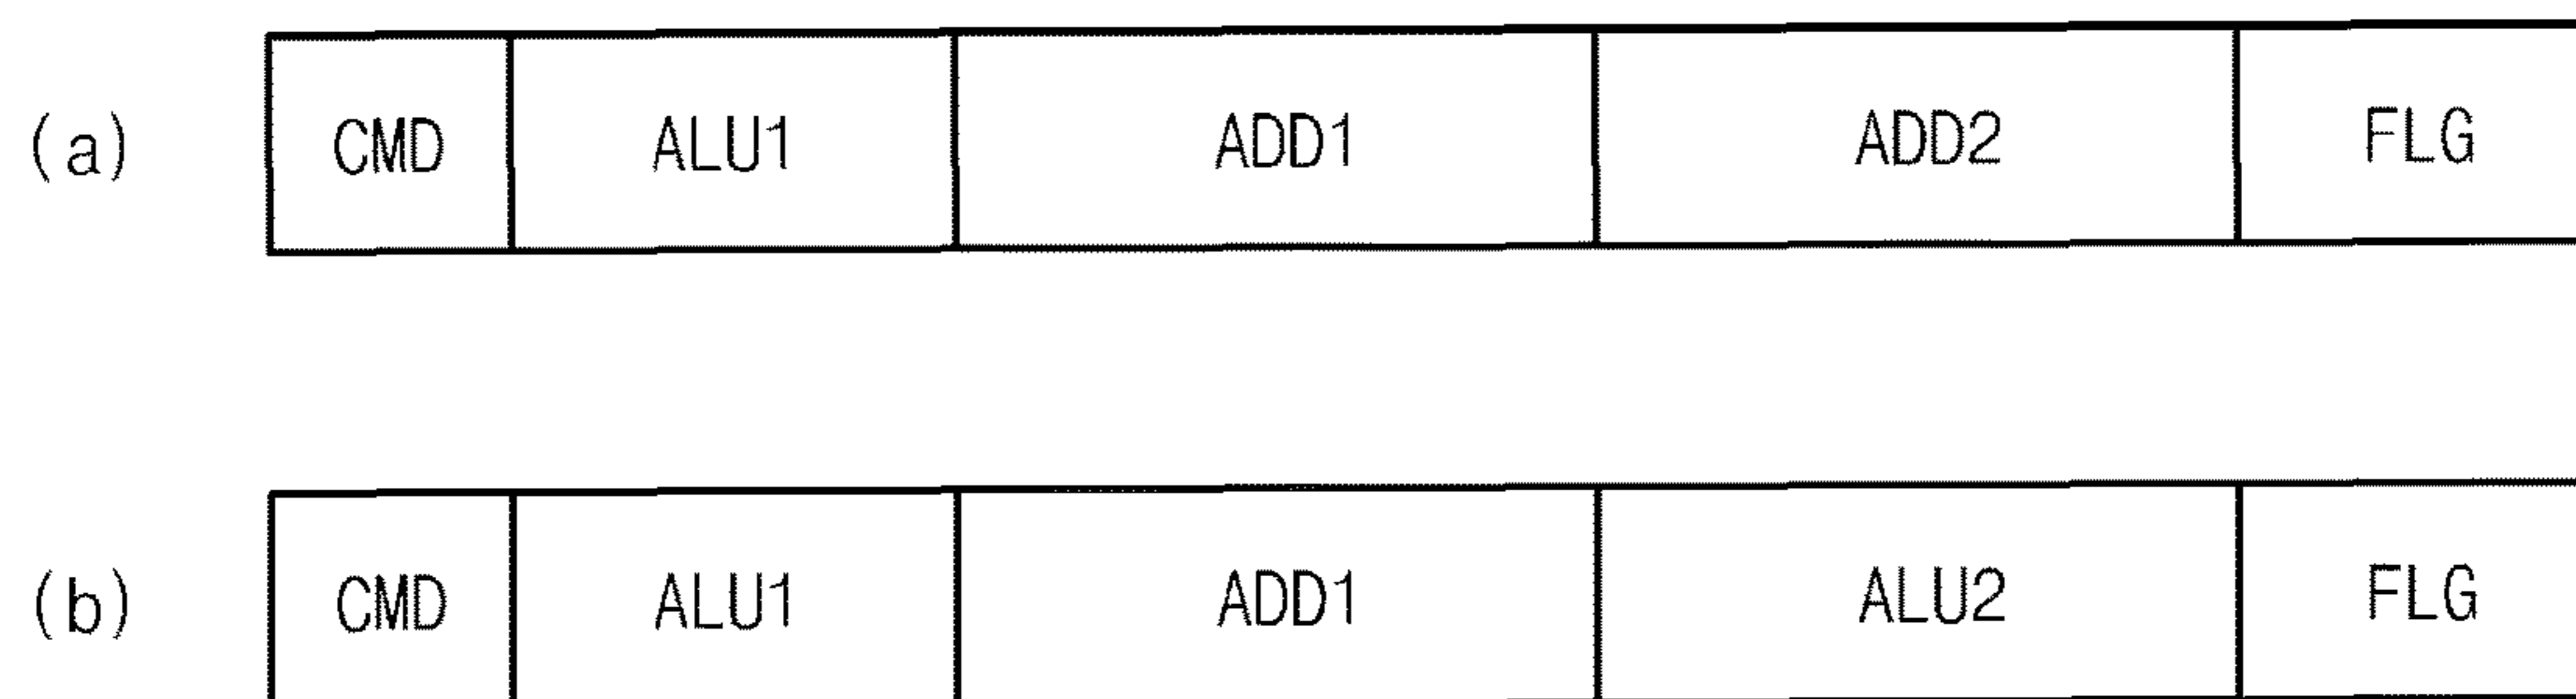 (a) CMD ALU1 ADD1 ADD2 FLG
(b) CMD ALU1 ADD1 ALU2 FLG